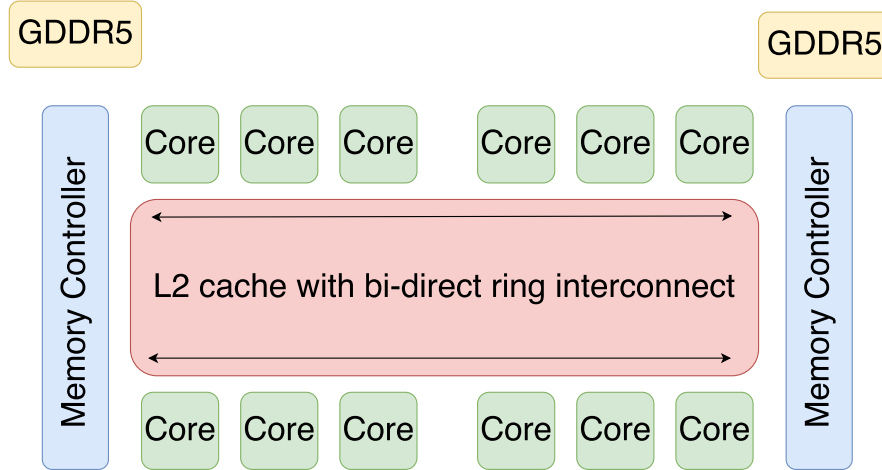 GDDR5
GDDR5
Core Core Core Core Core Core
Memory Controller
L2 cache with bi-direct ring interconnect
Memory Controller
Core Core Core Core Core Core